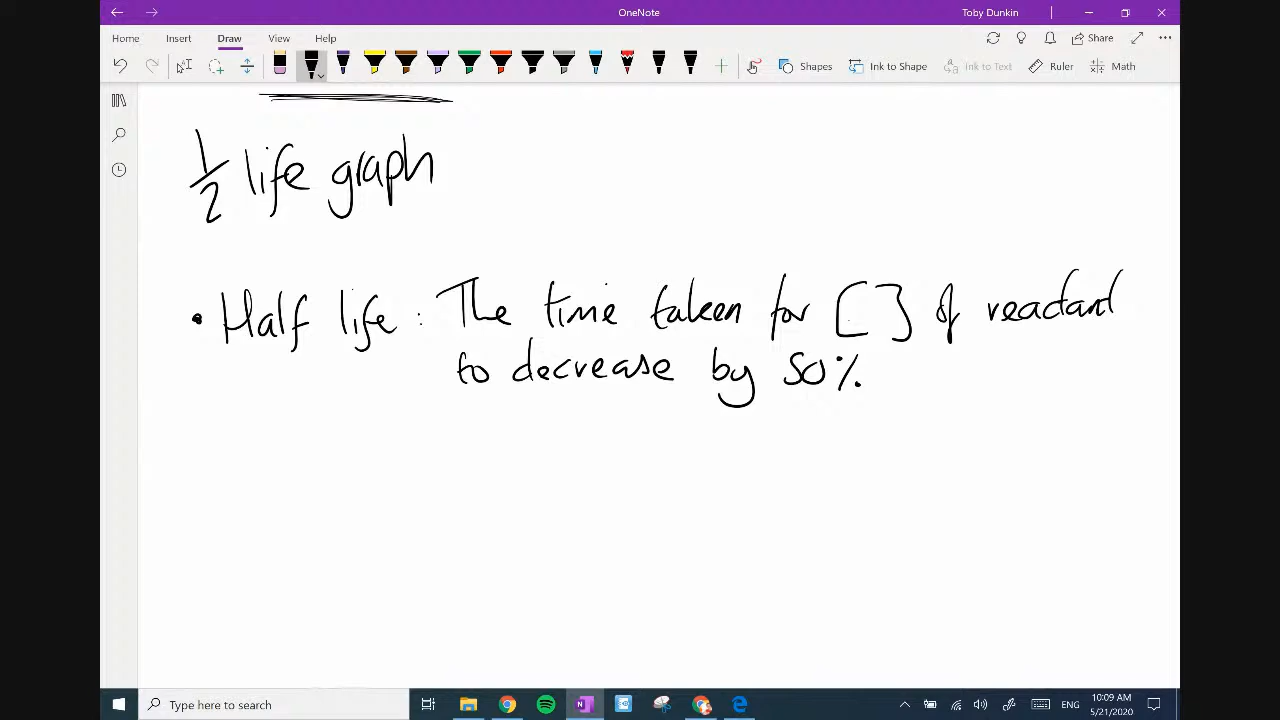 OneNote
Toby Dunkin
Home Insert Draw View Help
Share
Shapes Ink to Shape Ink to Text Ruler Math
1/2 life graph
• Half life : The time taken for [ ] of reactant
to decrease by 50%
Type here to search
ENG
10:09 AM
5/21/2020